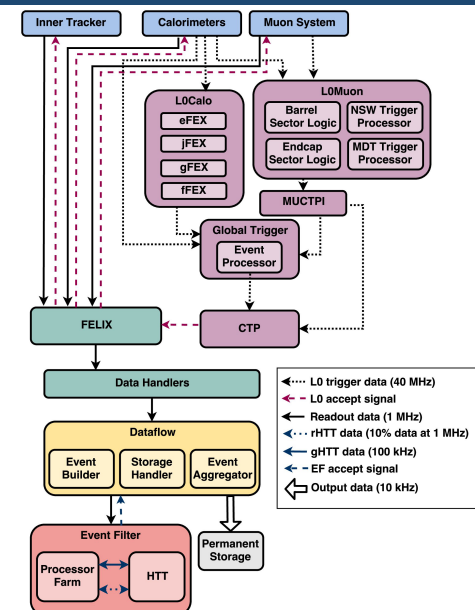 Inner Tracker
Calorimeters
Muon System
L0Calo
eFEX
jFEX
gFEX
fFEX
L0Muon
Barrel
Sector Logic
NSW Trigger
Processor
Endcap
Sector Logic
MDT Trigger
Processor
MUCTPI
Global Trigger
Event
Processor
FELIX
CTP
Data Handlers
Dataflow
Event
Builder
Storage
Handler
Event
Aggregator
Event Filter
Processor
Farm
HTT
Permanent
Storage
L0 trigger data (40 MHz)
L0 accept signal
Readout data (1 MHz)
rHTT data (10% data at 1 MHz)
gHTT data (100 kHz)
EF accept signal
Output data (10 kHz)